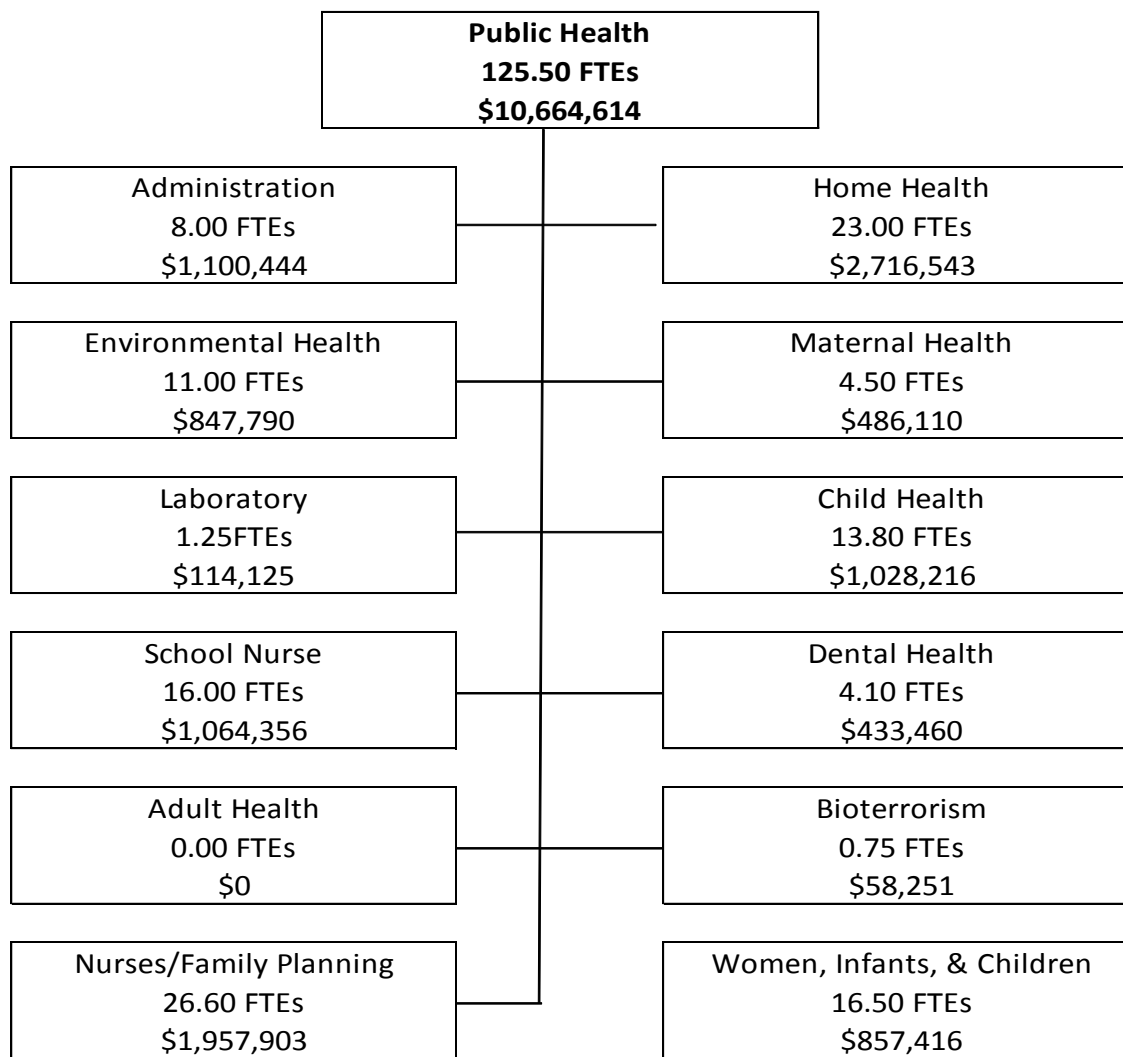 Public Health
125.50 FTEs
$10,664,614
Administration
8.00 FTEs
$1,100,444
Home Health
23.00 FTEs
$2,716,543
Environmental Health
11.00 FTEs
$847,790
Maternal Health
4.50 FTEs
$486,110
Laboratory
1.25FTEs
$114,125
Child Health
13.80 FTEs
$1,028,216
School Nurse
16.00 FTEs
$1,064,356
Dental Health
4.10 FTEs
$433,460
Adult Health
0.00 FTEs
$0
Bioterrorism
0.75 FTEs
$58,251
Nurses/Family Planning
26.60 FTEs
$1,957,903
Women, Infants, & Children
16.50 FTEs
$857,416